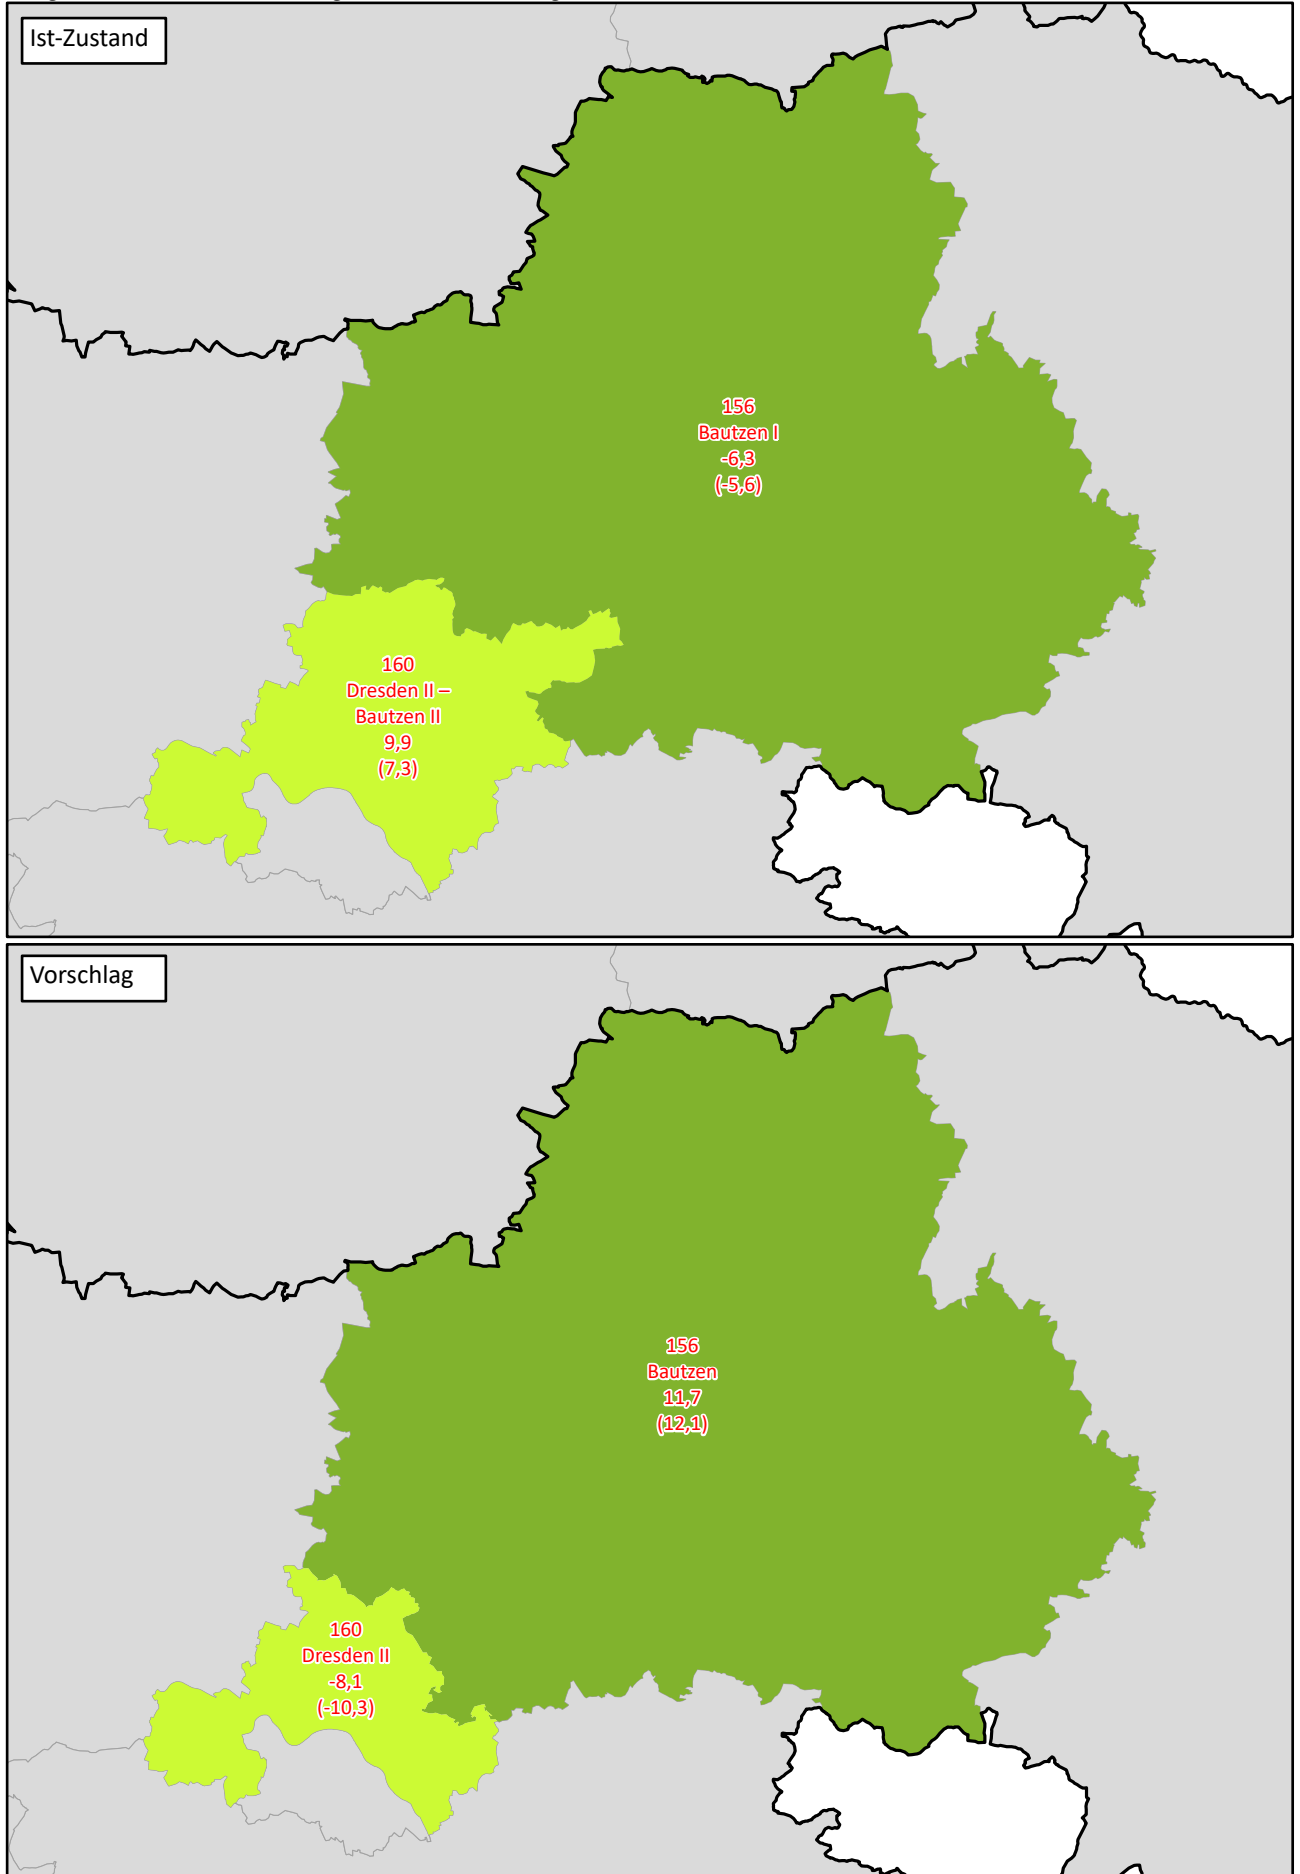 Ist-Zustand
156
Bautzen I
-6,3
(-5,6)
160
Dresden II –
Bautzen II
9,9
(7,3)
Vorschlag
156
Bautzen
11,7
(12,1)
160
Dresden II
-8,1
(-10,3)